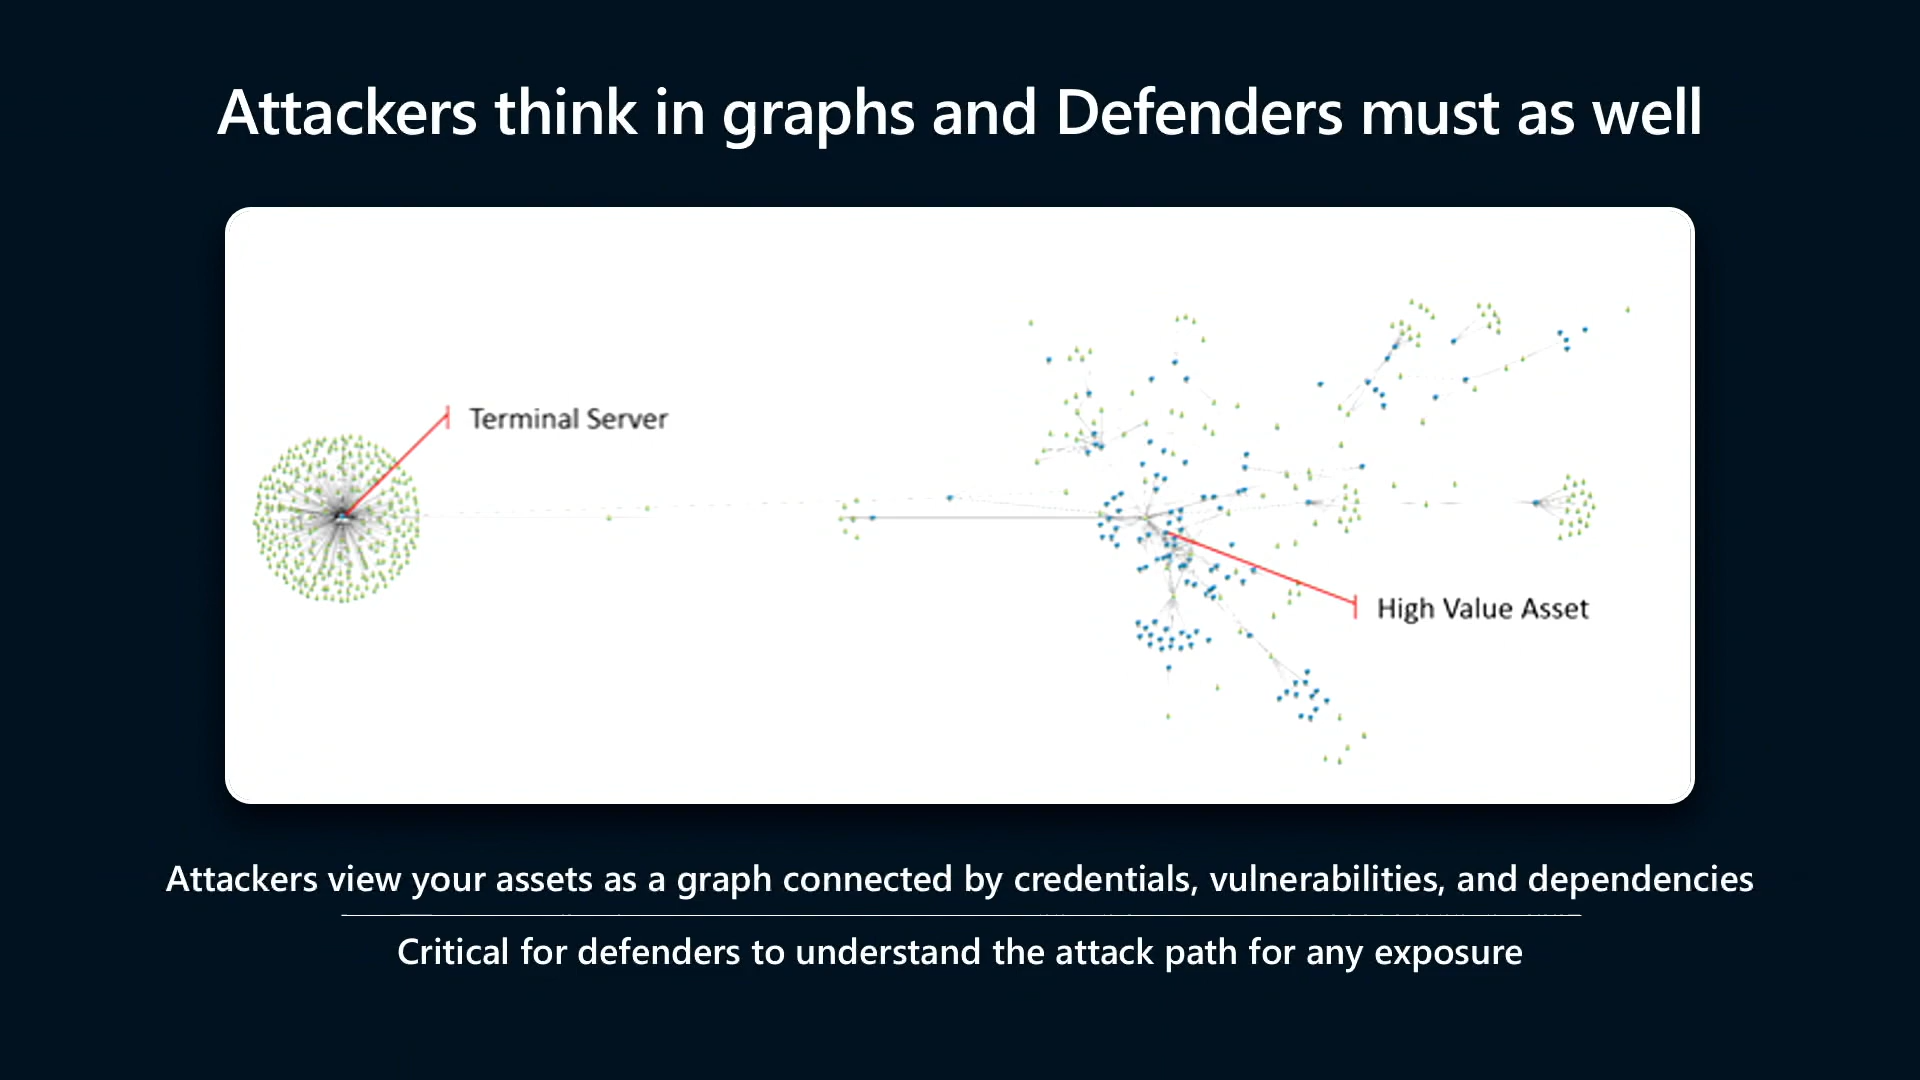 Attackers think in graphs and Defenders must as well
Terminal Server
High Value Asset
Attackers view your assets as a graph connected by credentials, vulnerabilities, and dependencies
Critical for defenders to understand the attack path for any exposure